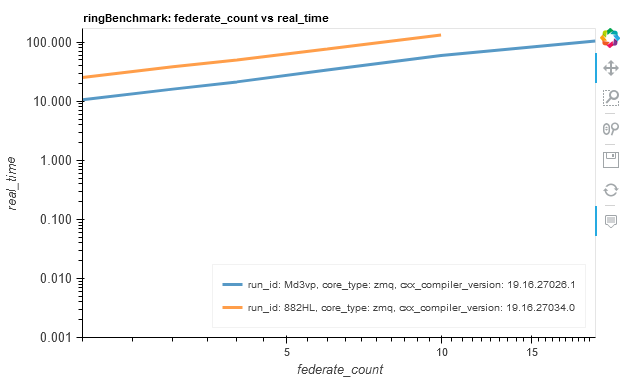 ringBenchmark: federate_count vs real_time
100.000
10.000
1.000
0.100
0.010
0.001
real_time
run_id: Md3vp, core_type: zmq, cxx_compiler_version: 19.16.27026.1
run_id: 882HL, core_type: zmq, cxx_compiler_version: 19.16.27034.0
5
10
15
federate_count